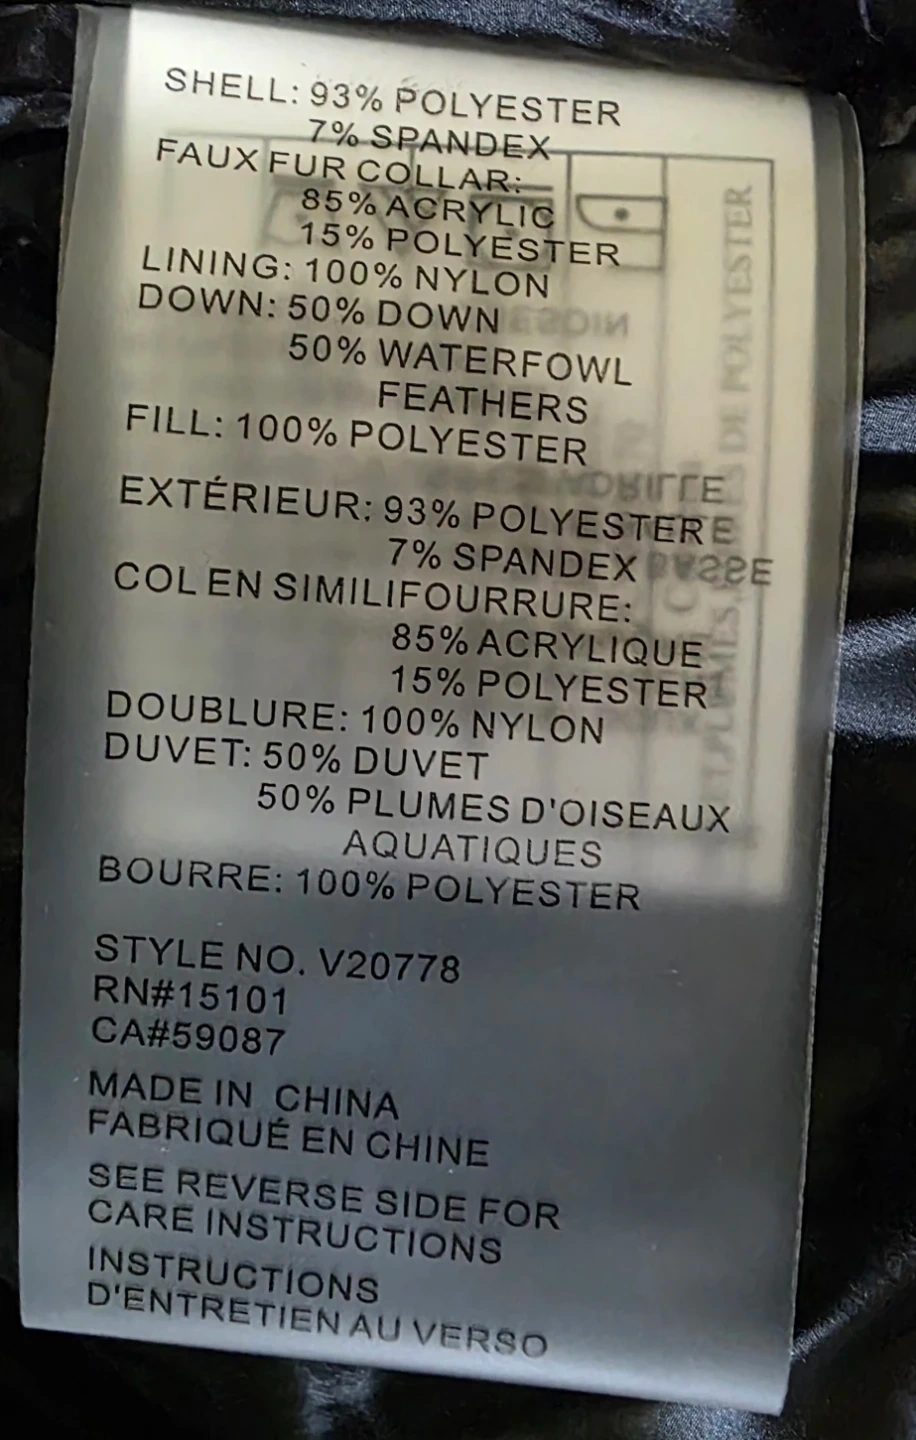 SHELL: 93% POLYESTER
7% SPANDEX
FAUX FUR COLLAR:
85% ACRYLIC
15% POLYESTER
LINING: 100% NYLON
DOWN: 50% DOWN
50% WATERFOWL
FEATHERS
FILL: 100% POLYESTER
EXTÉRIEUR: 93% POLYESTER
7% SPANDEX
COL EN SIMILIFOURRURE:
85% ACRYLIQUE
15% POLYESTER
DOUBLURE: 100% NYLON
DUVET: 50% DUVET
50% PLUMES D'OISEAUX
AQUATIQUES
BOURRE: 100% POLYESTER
STYLE NO. V20778
RN#15101
CA#59087
MADE IN CHINA
FABRIQUÉ EN CHINE
SEE REVERSE SIDE FOR
CARE INSTRUCTIONS
INSTRUCTIONS
D'ENTRETIEN AU VERSO